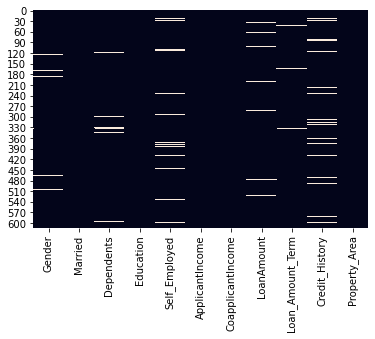 0
30
60
90
120
150
180
210
240
270
300
330
360
390
420
450
480
510
540
570
600
Gender
Married
Dependents
Education
Self_Employed
ApplicantIncome
CoapplicantIncome
LoanAmount
Loan_Amount_Term
Credit_History
Property_Area